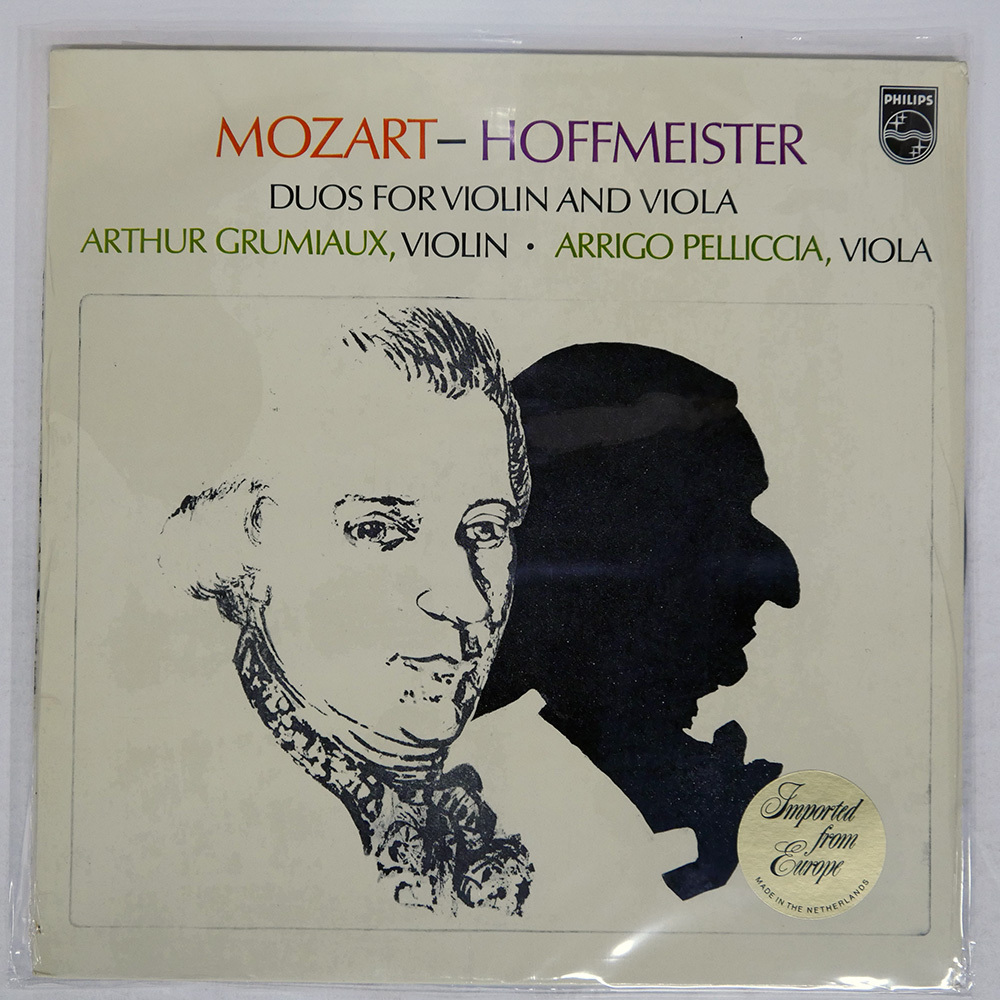 PHILIPS
MOZART – HOFFMEISTER
DUOS FOR VIOLIN AND VIOLA
ARTHUR GRUMIAUX, VIOLIN • ARRIGO PELLICCIA, VIOLA
Imported
from
Europe
MADE IN THE NETHERLANDS